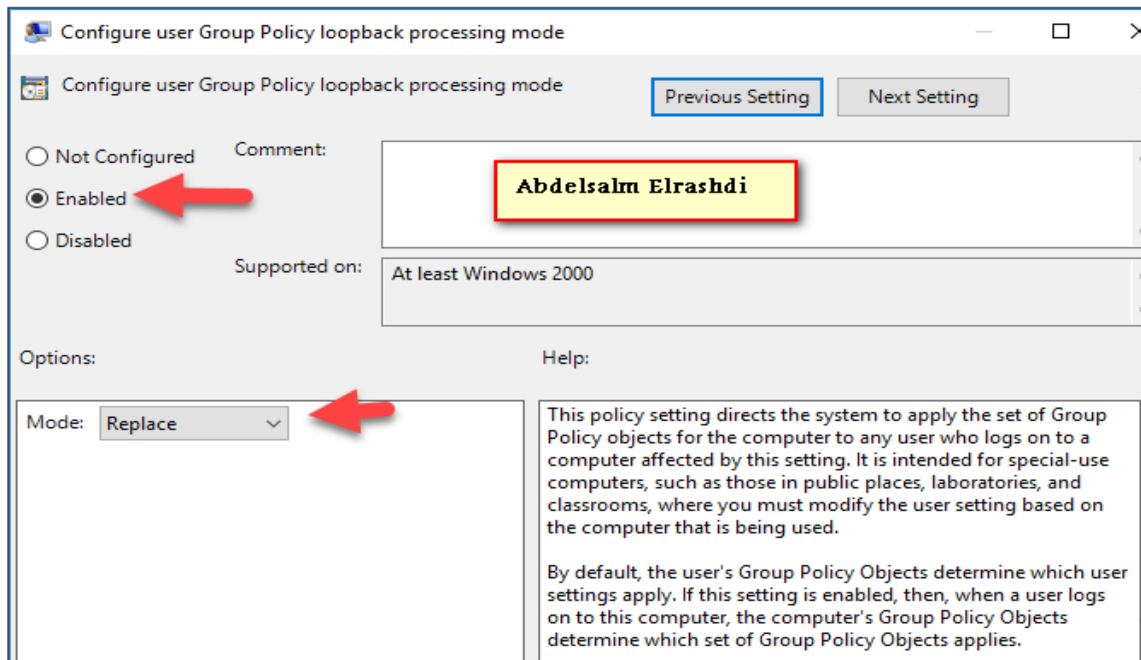 Configure user Group Policy loopback processing mode
Configure user Group Policy loopback processing mode
Previous Setting
Next Setting
Not Configured
Comment:
Abdelsalm Elrashdi
Enabled
Disabled
Supported on:
At least Windows 2000
Options:
Help:
Mode:
Replace
This policy setting directs the system to apply the set of Group
Policy objects for the computer to any user who logs on to a
computer affected by this setting. It is intended for special-use
computers, such as those in public places, laboratories, and
classrooms, where you must modify the user setting based on
the computer that is being used.
By default, the user's Group Policy Objects determine which user
settings apply. If this setting is enabled, then, when a user logs
on to this computer, the computer's Group Policy Objects
determine which set of Group Policy Objects applies.